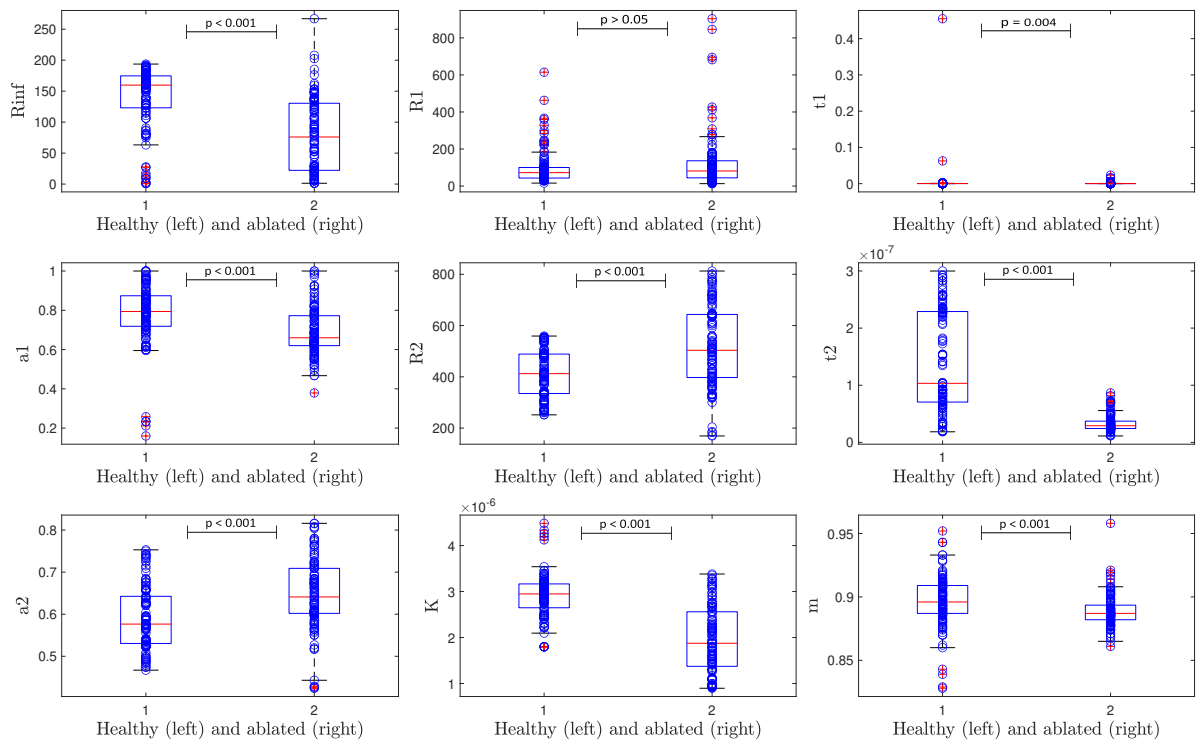 p < 0.001
250
200
150
100
50
0
Rinf
1
2
Healthy (left) and ablated (right)
p > 0.05
800
600
400
200
0
R1
1
2
Healthy (left) and ablated (right)
p = 0.004
0.4
0.3
0.2
0.1
0
t1
1
2
Healthy (left) and ablated (right)
p < 0.001
1
0.8
0.6
0.4
0.2
a1
1
2
Healthy (left) and ablated (right)
p < 0.001
800
600
400
200
R2
1
2
Healthy (left) and ablated (right)
×10-7
p < 0.001
3
2
1
0
t2
1
2
Healthy (left) and ablated (right)
p < 0.001
0.8
0.7
0.6
0.5
a2
1
2
Healthy (left) and ablated (right)
×10-6
p < 0.001
4
3
2
1
K
1
2
Healthy (left) and ablated (right)
p < 0.001
0.95
0.9
0.85
m
1
2
Healthy (left) and ablated (right)